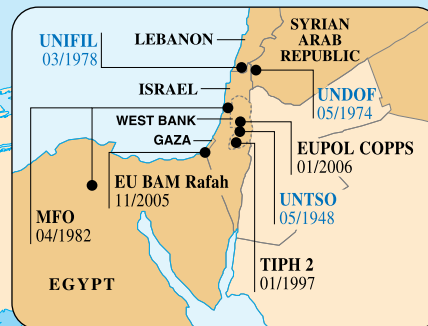 UNIFIL
03/1978
LEBANON
SYRIAN
ARAB
REPUBLIC
ISRAEL
UNDOF
05/1974
WEST BANK
GAZA
EUPOL COPPS
01/2006
EU BAM Rafah
11/2005
UNTSO
05/1948
MFO
04/1982
TIPH 2
01/1997
EGYPT